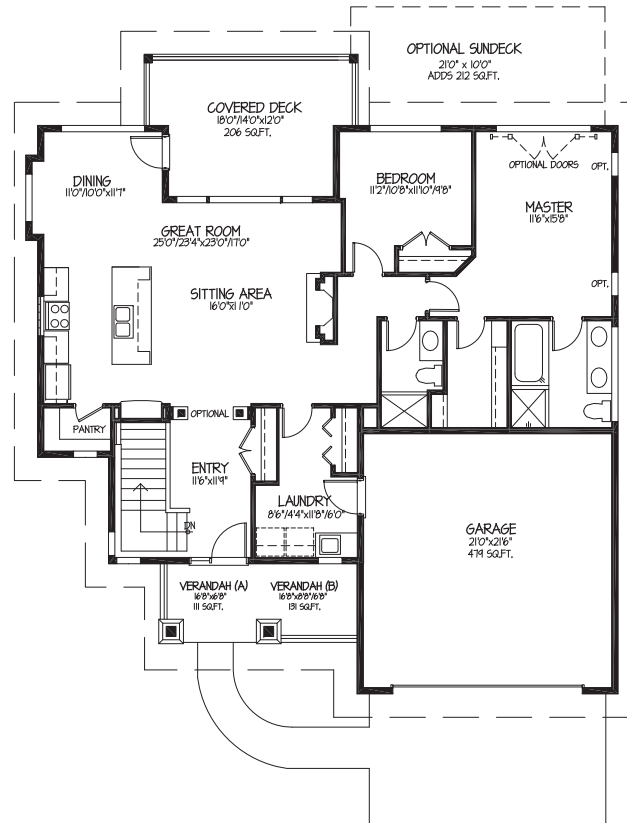 OPTIONAL SUNDECK
21'0" x 10'0"
ADDS 212 SQ.FT.
COVERED DECK
18'0"/14'0"x12'0"
206 SQ.FT.
OPTIONAL DOORS
OPT.
DINING
11'0"/10'0"x11'7"
BEDROOM
11'2"/10'8"x11'10"/9'8"
MASTER
11'6"x15'8"
GREAT ROOM
25'0"/23'4"x23'0"/17'0"
SITTING AREA
16'0"x11'0"
OPT.
OPTIONAL
PANTRY
ENTRY
11'6"x11'9"
LAUNDRY
8'6"/4'4"x11'8"/6'0"
DN
GARAGE
21'0"x21'6"
479 SQ.FT.
VERANDAH (A)
16'8"x6'8"
111 SQ.FT.
VERANDAH (B)
16'8"x8'8"/6'8"
131 SQ.FT.